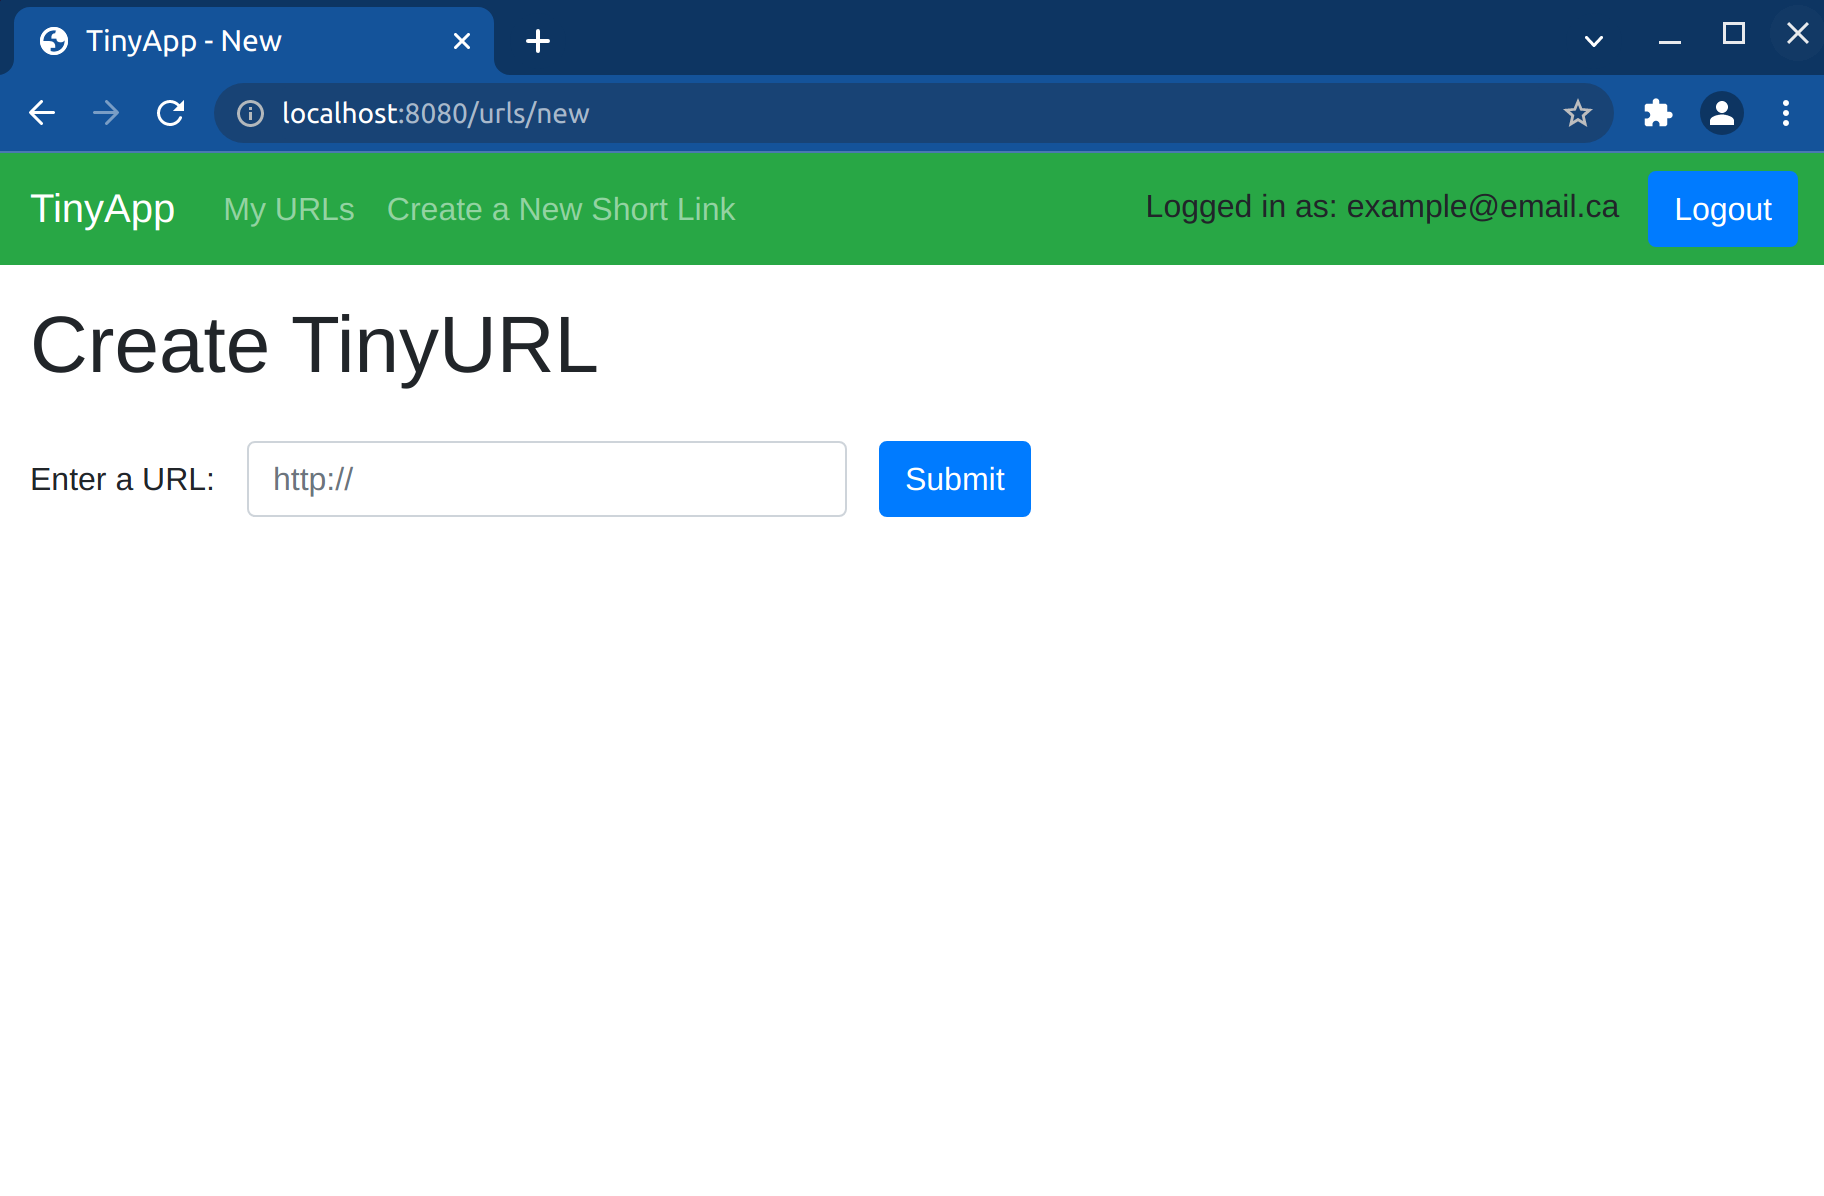 TinyApp - New
localhost:8080/urls/new
TinyApp My URLs Create a New Short Link Logged in as: example@email.ca Logout
Create TinyURL
Enter a URL: http:// Submit